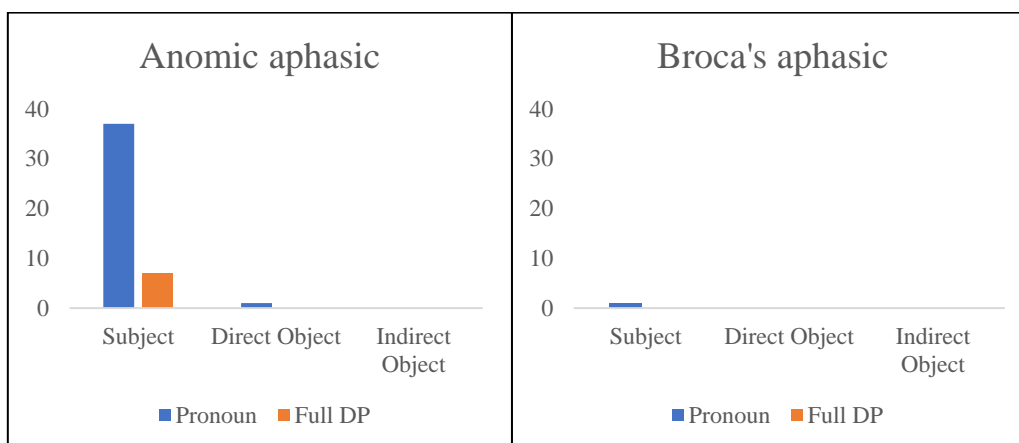 Anomic aphasic
40
30
20
10
0
Subject
Direct Object
Indirect
Object
Pronoun
Full DP
Broca's aphasic
40
30
20
10
0
Subject
Direct Object
Indirect
Object
Pronoun
Full DP